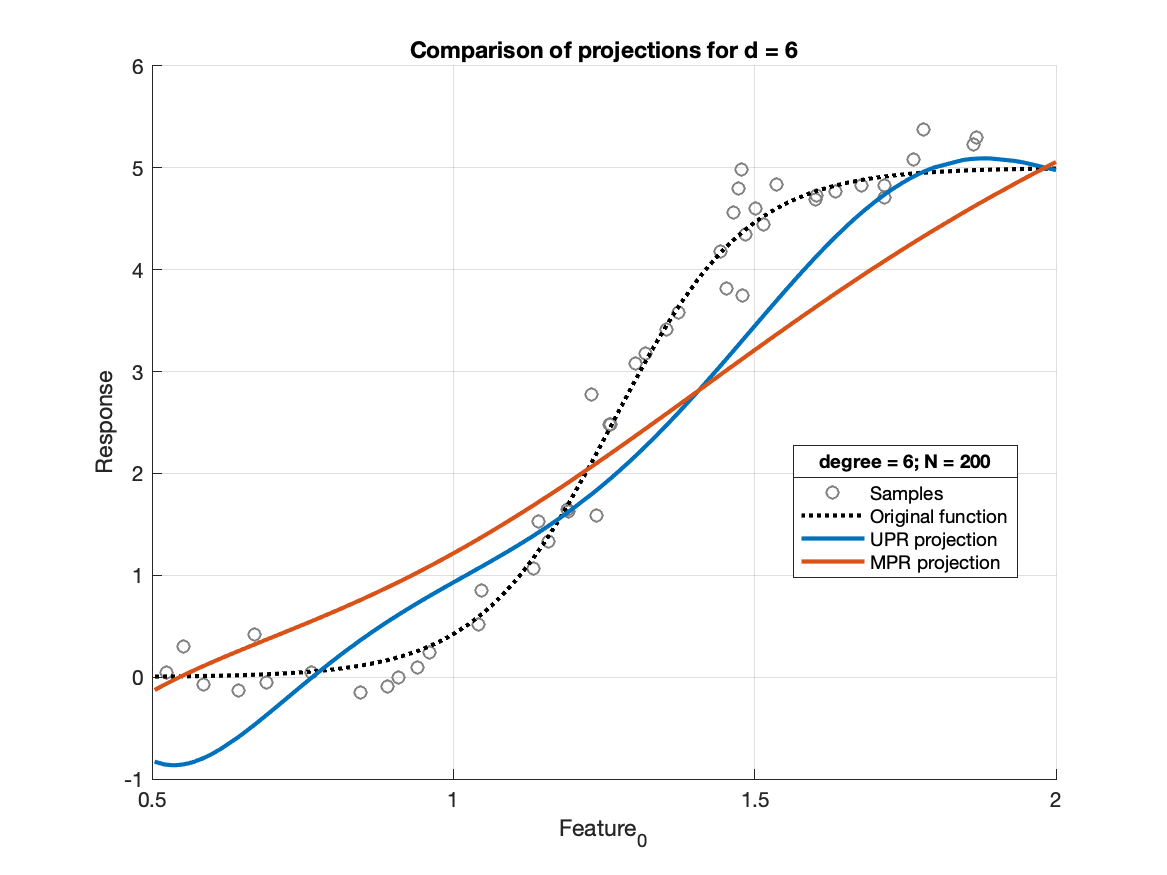 Comparison of projections for d = 6
6
5
4
3
2
1
0
-1
Response
degree = 6; N = 200
Samples
Original function
UPR projection
MPR projection
0.5 1 1.5 2
Feature0